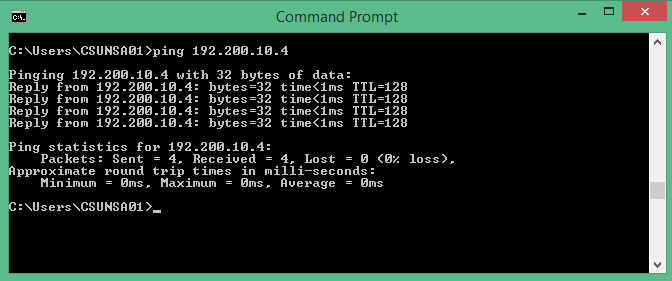 Command Prompt
C:\Users\CSUNSA01>ping 192.200.10.4
Pinging 192.200.10.4 with 32 bytes of data:
Reply from 192.200.10.4: bytes=32 time<1ms TTL=128
Reply from 192.200.10.4: bytes=32 time<1ms TTL=128
Reply from 192.200.10.4: bytes=32 time<1ms TTL=128
Reply from 192.200.10.4: bytes=32 time<1ms TTL=128
Ping statistics for 192.200.10.4:
    Packets: Sent = 4, Received = 4, Lost = 0 (0% loss),
Approximate round trip times in milli-seconds:
    Minimum = 0ms, Maximum = 0ms, Average = 0ms
C:\Users\CSUNSA01>_